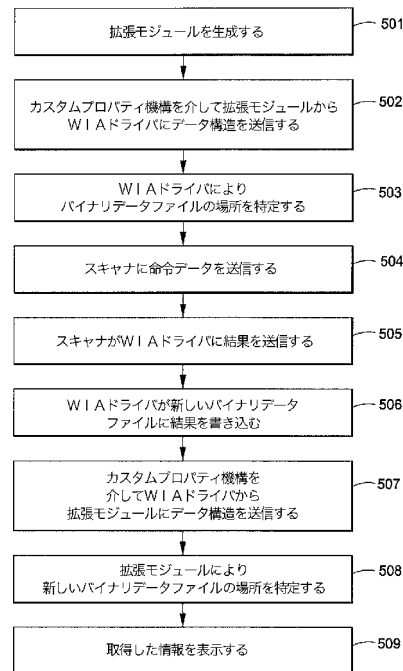 拡張モジュールを生成する
501
カスタムプロパティ機構を介して拡張モジュールから
WIAドライバにデータ構造を送信する
502
WIAドライバにより
バイナリデータファイルの場所を特定する
503
スキャナに命令データを送信する
504
スキャナがWIAドライバに結果を送信する
505
WIAドライバが新しいバイナリデータ
ファイルに結果を書き込む
506
カスタムプロパティ機構を
介してWIAドライバから
拡張モジュールにデータ構造を送信する
507
拡張モジュールにより
新しいバイナリデータファイルの場所を特定する
508
取得した情報を表示する
509